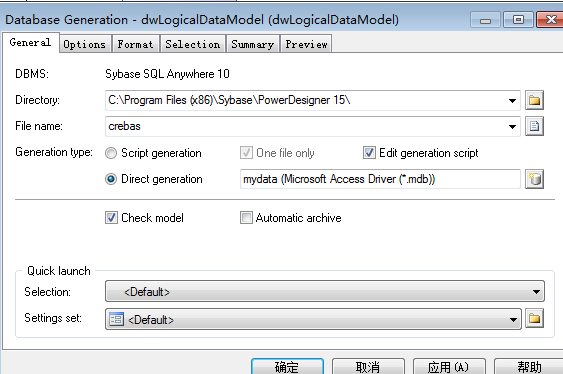 Database Generation - dwLogicalDataModel (dwLogicalDataModel)
General Options Format Selection Summary Preview
DBMS: Sybase SQL Anywhere 10
Directory: C:\Program Files (x86)\Sybase\PowerDesigner 15\
File name: crebas
Generation type: Script generation One file only Edit generation script
Direct generation mydata (Microsoft Access Driver (*.mdb))
Check model Automatic archive
Quick launch
Selection: <Default>
Settings set: <Default>
确定 取消 应用(A) 帮助